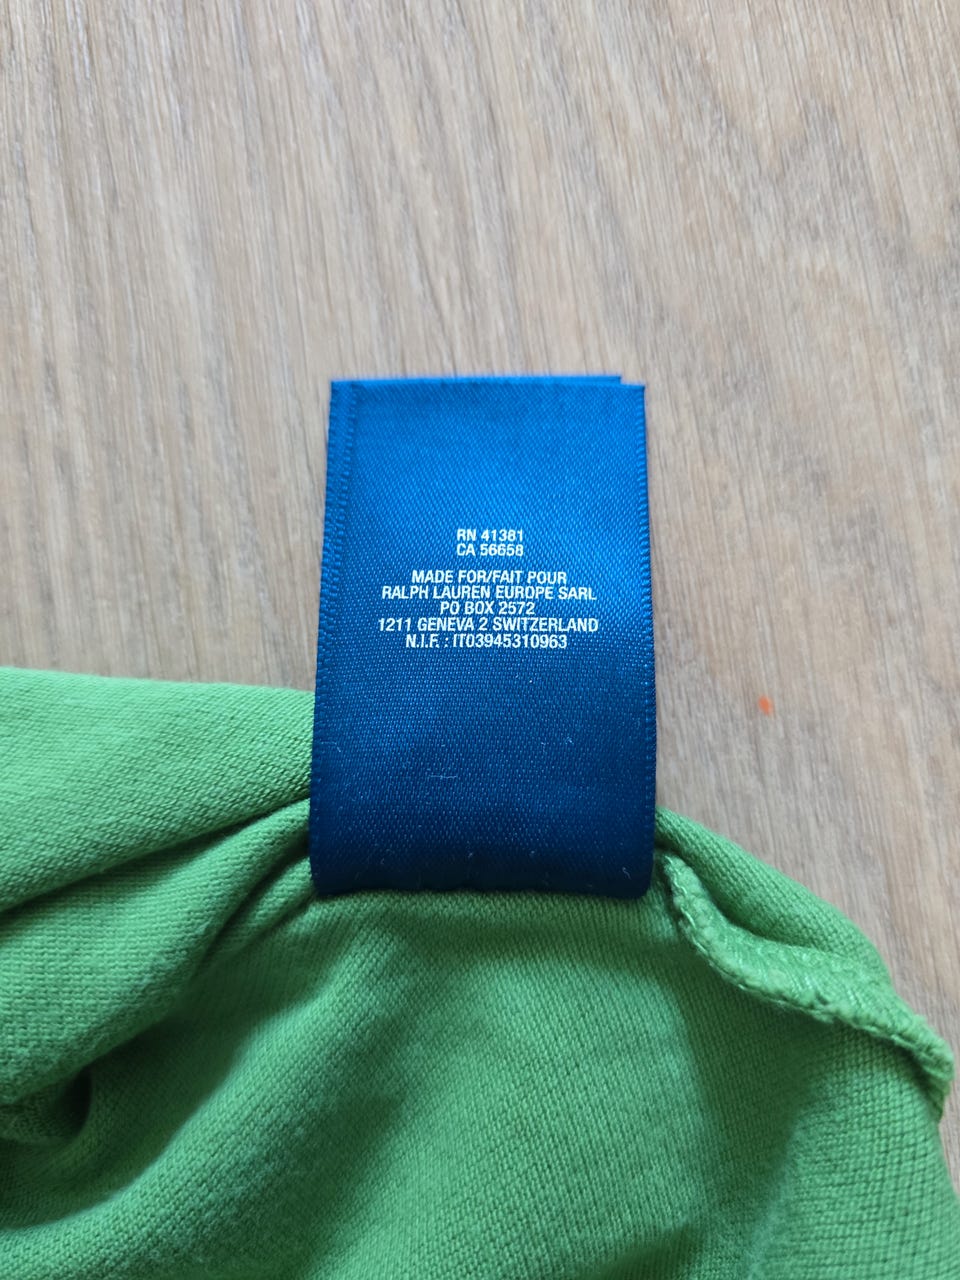 RN 41381
CA 56658
MADE FOR/FAIT POUR
RALPH LAUREN EUROPE SARL
PO BOX 2572
1211 GENEVA 2 SWITZERLAND
N.I.F. : IT03945310963